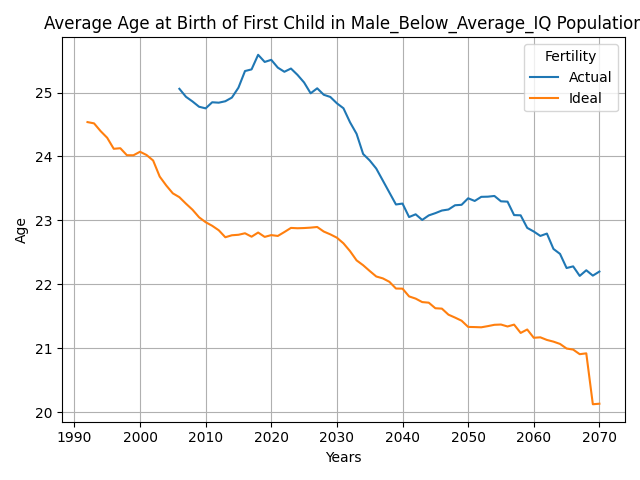 Average Age at Birth of First Child in Male_Below_Average_IQ Population
Fertility
Actual
Ideal
Age
25
24
23
22
21
20
1990 2000 2010 2020 2030 2040 2050 2060 2070
Years